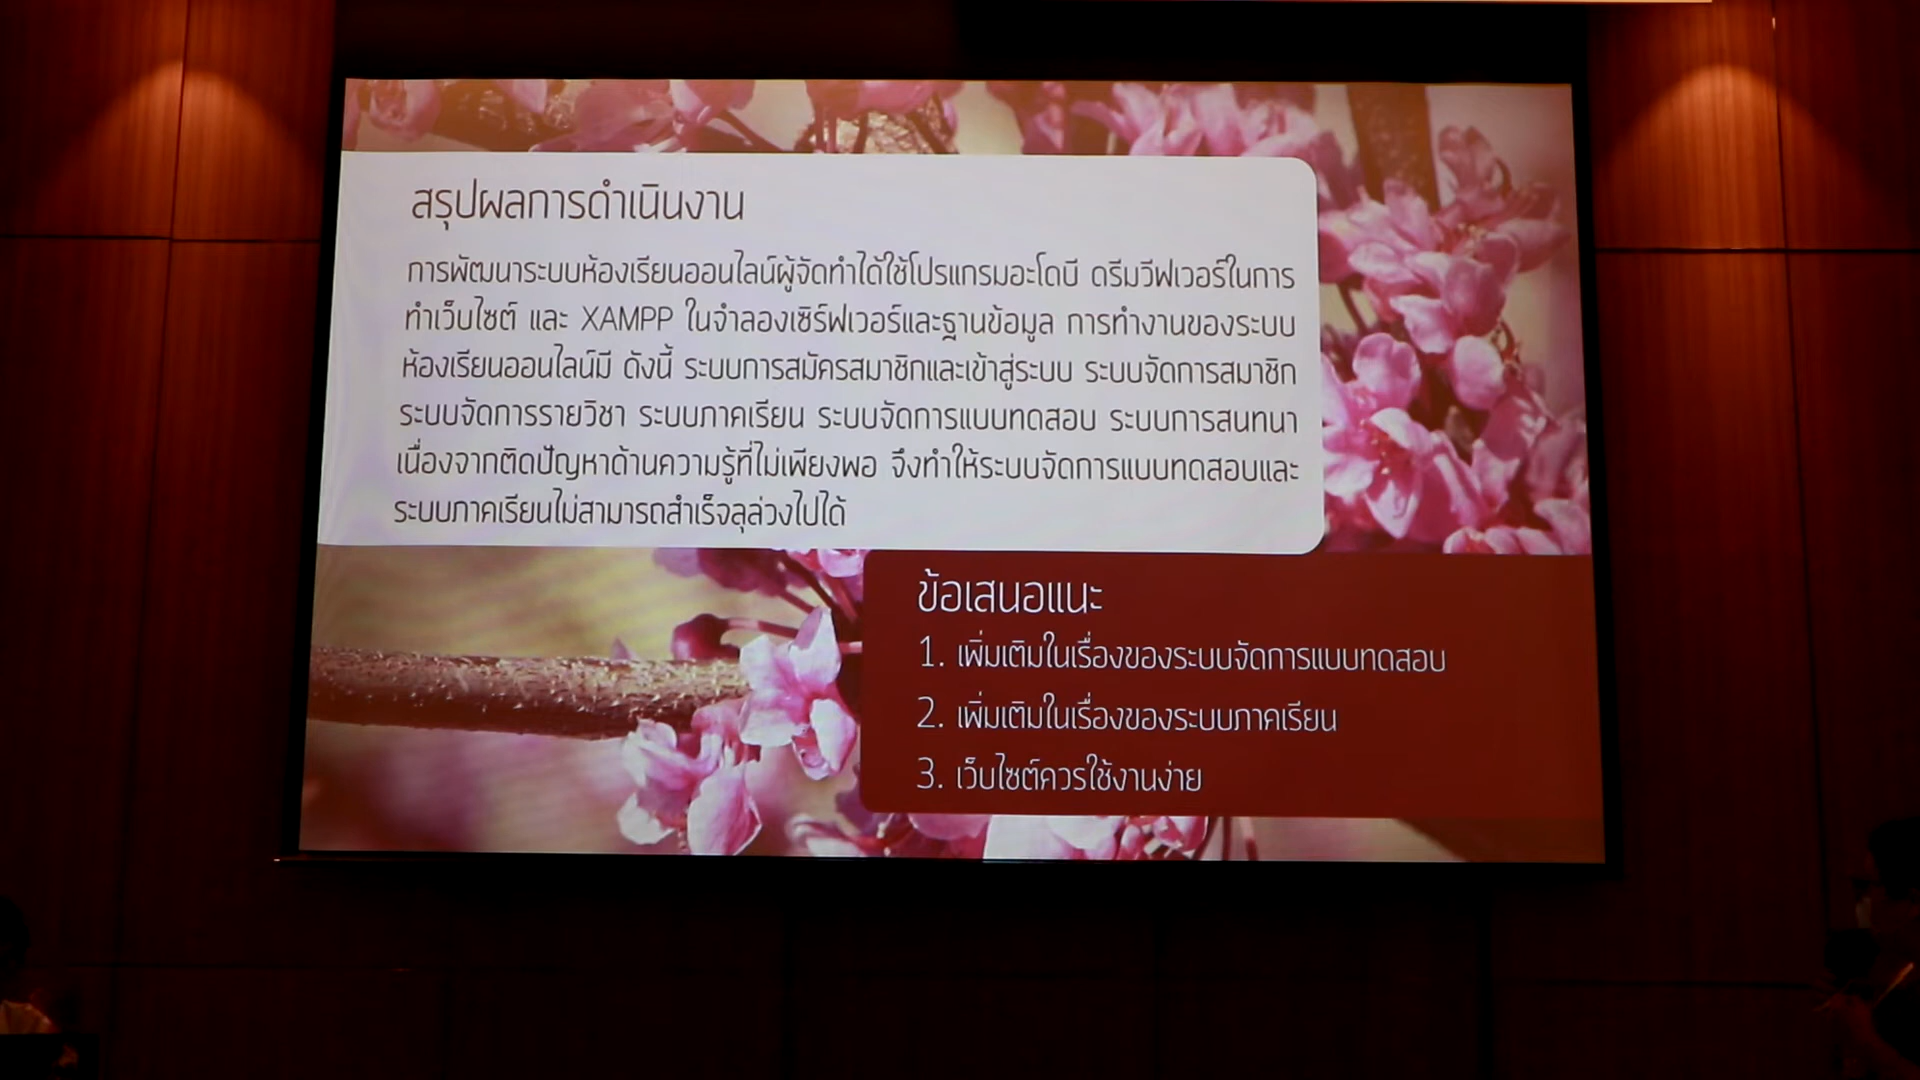 สรุปผลการดำเนินงาน
การพัฒนาระบบห้องเรียนออนไลน์ผู้จัดทำได้ใช้โปรแกรมอะโดบี ดรีมวีฟเวอร์ในการ
ทำเว็บไซต์ และ XAMPP ในจำลองเซิร์ฟเวอร์และฐานข้อมูล การทำงานของระบบ
ห้องเรียนออนไลน์มี ดังนี้ ระบบการสมัครสมาชิกและเข้าสู่ระบบ ระบบจัดการสมาชิก
ระบบจัดการรายวิชา ระบบภาคเรียน ระบบจัดการแบบทดสอบ ระบบการสนทนา
เนื่องจากติดปัญหาด้านความรู้ที่ไม่เพียงพอ จึงทำให้ระบบจัดการแบบทดสอบและ
ระบบภาคเรียนไม่สามารถสำเร็จลุล่วงไปได้
ข้อเสนอแนะ
1. เพิ่มเติมในเรื่องของระบบจัดการแบบทดสอบ
2. เพิ่มเติมในเรื่องของระบบภาคเรียน
3. เว็บไซต์ควรใช้งานง่าย